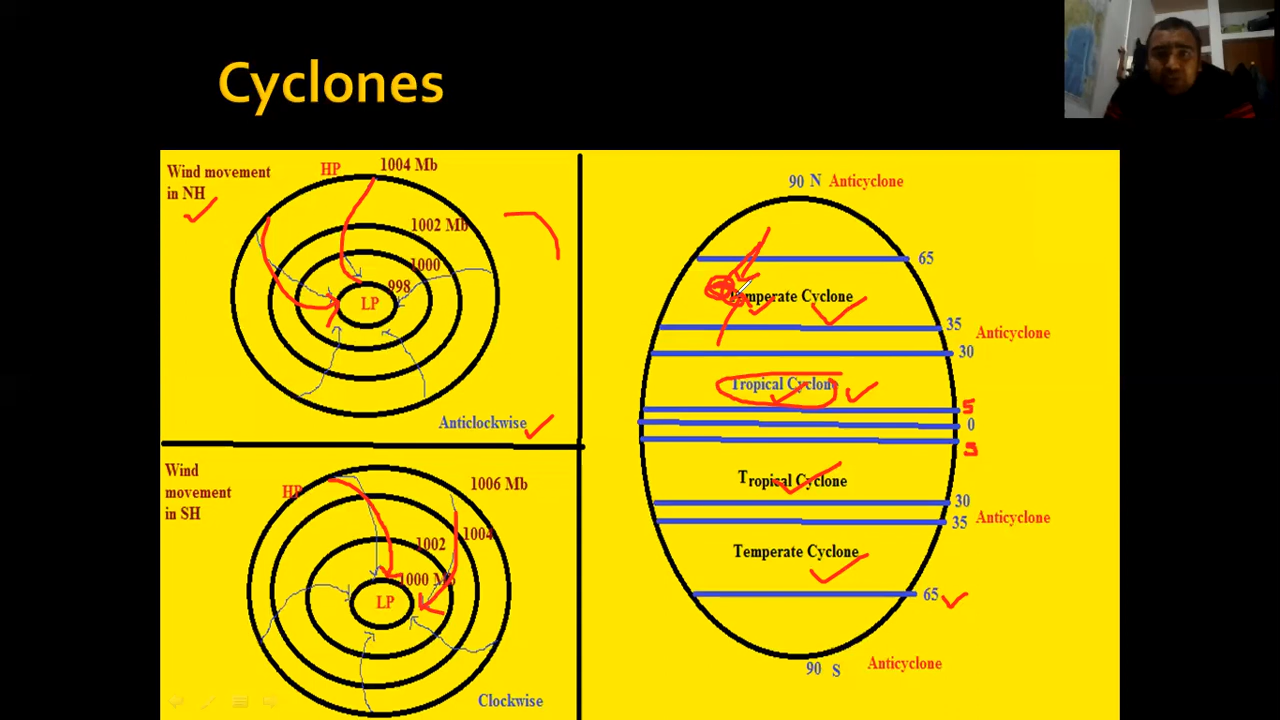 Cyclones
Wind movement
in NH
HP
1004 Mb
1002 Mb
1000
998
LP
Anticlockwise
Wind
movement
in SH
HP
1006 Mb
1004
1002
1000 Mb
LP
Clockwise
90 N Anticyclone
65
Temperate Cyclone
35
Anticyclone
30
Tropical Cyclone
5
0
5
Tropical Cyclone
30
35 Anticyclone
Temperate Cyclone
65
90 S Anticyclone